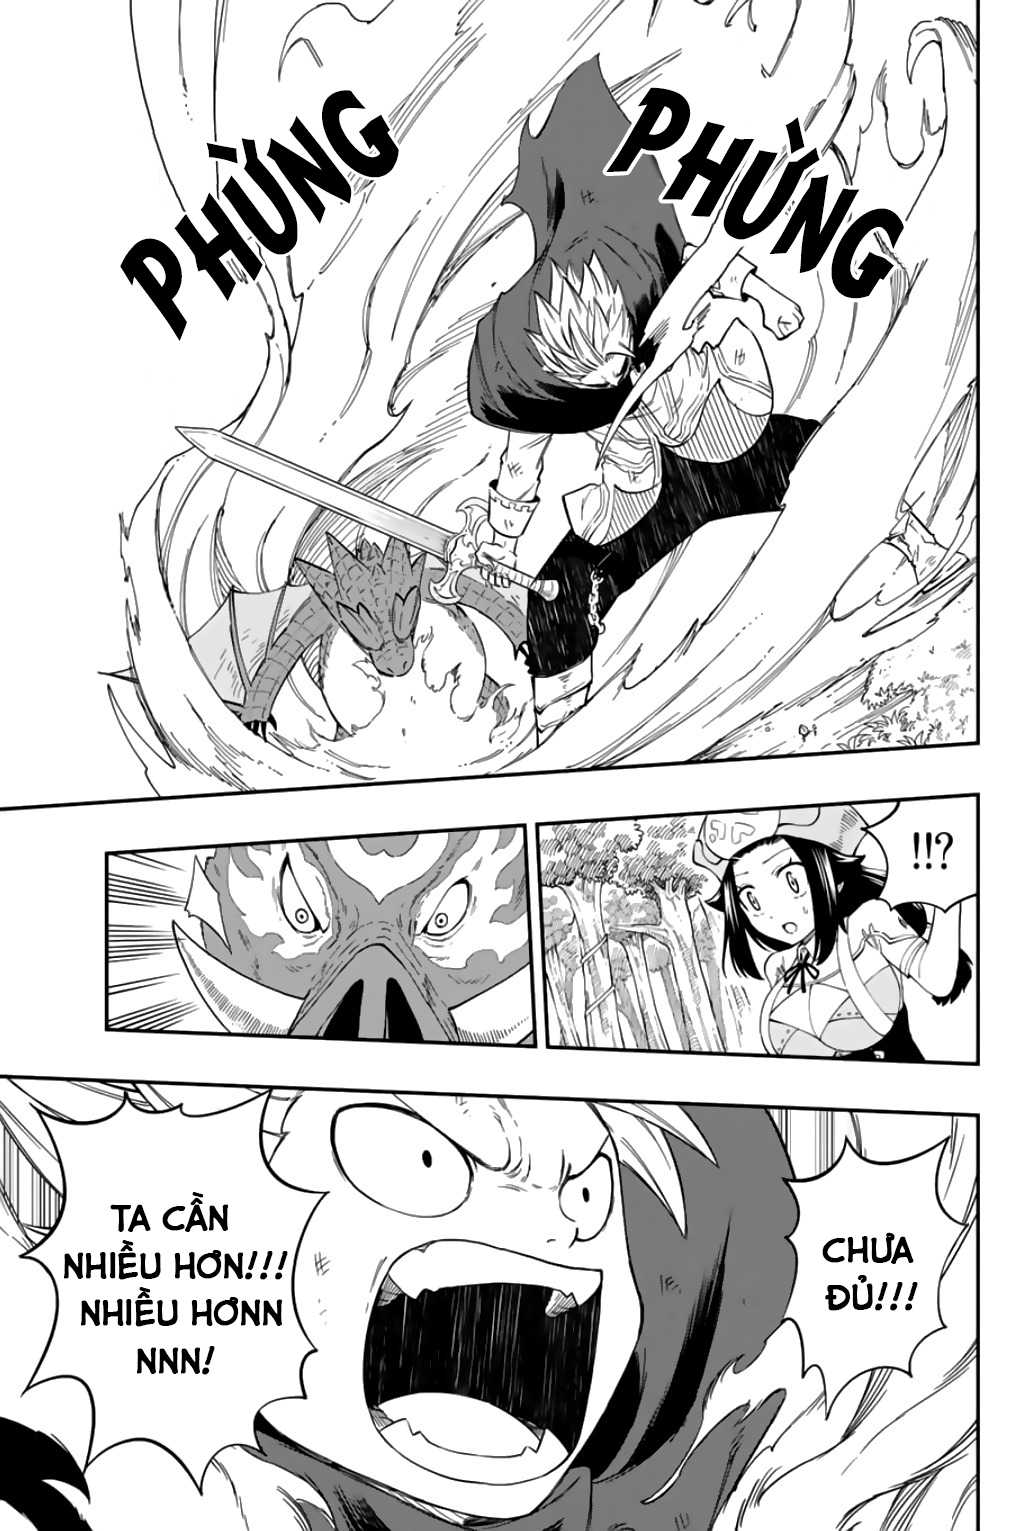 PHỪNG
PHỪNG
!!?
CHƯA
ĐỦ!!!
TA CẦN
NHIỀU HƠN!!!
NHIỀU HƠNN
NNN!